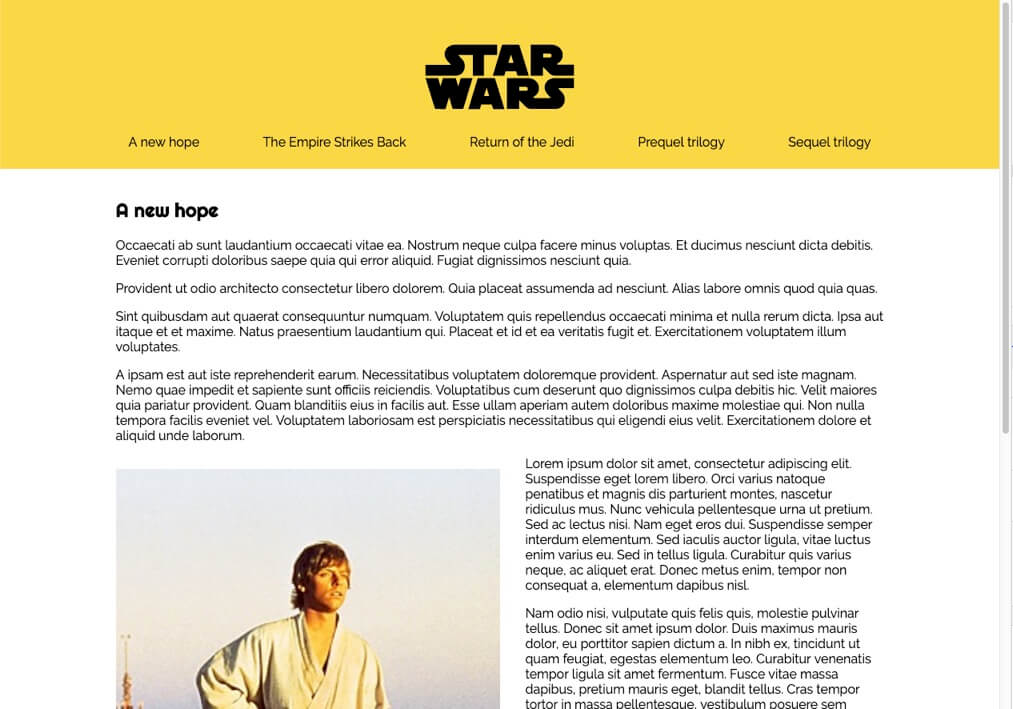 STAR
WARS
A new hope
The Empire Strikes Back
Return of the Jedi
Prequel trilogy
Sequel trilogy
A new hope
Occaecati ab sunt laudantium occaecati vitae ea. Nostrum neque culpa facere minus voluptas. Et ducimus nesciunt dicta debitis.
Eveniet corrupti doloribus saepe quia qui error aliquid. Fugiat dignissimos nesciunt quia.
Provident ut odio architecto consectetur libero dolorem. Quia placeat assumenda ad nesciunt. Alias labore omnis quod quia quas.
Sint quibusdam aut quaerat consequuntur numquam. Voluptatem quis repellendus occaecati minima et nulla rerum dicta. Ipsa aut
itaque et et maxime. Natus praesentium laudantium qui. Placeat et id et ea veritatis fugit et. Exercitationem voluptatem illum
voluptates.
A ipsam est aut iste reprehenderit earum. Necessitatibus voluptatem doloremque provident. Aspernatur aut sed iste magnam.
Nemo quae impedit et sapiente sunt officiis reiciendis. Voluptatibus cum deserunt quo dignissimos culpa debitis hic. Velit maiores
quia pariatur provident. Quam blanditiis eius in facilis aut. Esse ullam aperiam autem doloribus maxime molestiae qui. Non nulla
tempora facilis eveniet vel. Voluptatem laboriosam est perspiciatis necessitatibus qui eligendi eius velit. Exercitationem dolore et
aliquid unde laborum.
Lorem ipsum dolor sit amet, consectetur adipiscing elit.
Suspendisse eget lorem libero. Orci varius natoque
penatibus et magnis dis parturient montes, nascetur
ridiculus mus. Nunc vehicula pellentesque urna ut pretium.
Sed ac lectus nisi. Nam eget eros dui. Suspendisse semper
interdum elementum. Sed iaculis auctor ligula, vitae luctus
enim varius eu. Sed in tellus ligula. Curabitur quis varius
neque, ac aliquet erat. Donec metus enim, tempor non
consequat a, elementum dapibus nisl.
Nam odio nisi, vulputate quis felis quis, molestie pulvinar
tellus. Donec sit amet ipsum dolor. Duis maximus mauris
dolor, eu porttitor sapien dictum a. In nibh ex, tincidunt ut
quam feugiat, egestas elementum leo. Curabitur venenatis
tempor ligula sit amet fermentum. Fusce vitae massa
dapibus, pretium mauris eget, blandit tellus. Cras tempor
tortor in massa pellentesque, vestibulum posuere sem